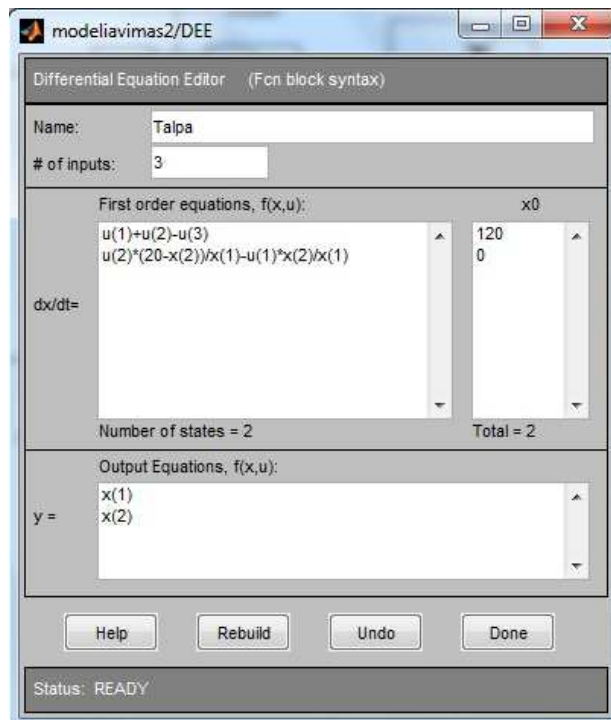 modeliavimas2/DEE
Differential Equation Editor (Fcn block syntax)
Name: Talpa
# of inputs: 3
First order equations, f(x,u): x0
dx/dt=
u(1)+u(2)-u(3) 120
u(2)*(20-x(2))/x(1)-u(1)*x(2)/x(1) 0
Number of states = 2 Total = 2
Output Equations, f(x,u):
y =
x(1)
x(2)
Help Rebuild Undo Done
Status: READY